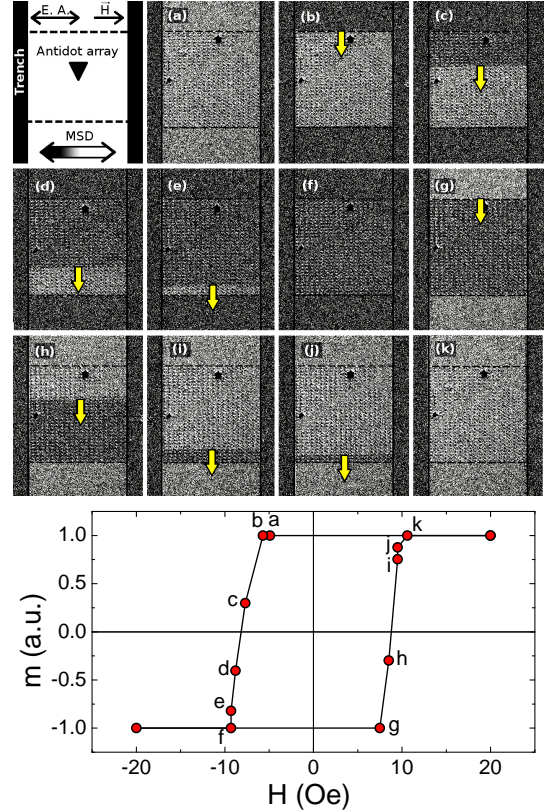 E. A. H
Trench
Antidot array
MSD
(a)
(b)
(c)
(d)
(e)
(f)
(g)
(h)
(i)
(j)
(k)
b a
k
j
i
c
h
d
e
f
g
1.0
0.5
0.0
-0.5
-1.0
m (a.u.)
-20 -10 0 10 20
H (Oe)